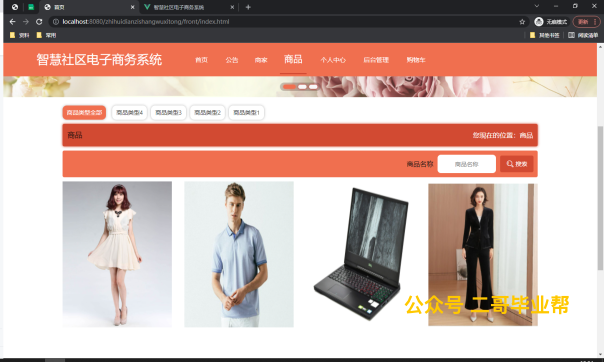 首页
智慧社区电子商务系统
localhost:8080/zhihuidianzishangwuxitong/front/index.html
无痕模式
更新
资料
常用
其他书签
阅读清单
智慧社区电子商务系统
首页
公告
商家
商品
个人中心
后台管理
购物车
商品类型全部
商品类型4
商品类型3
商品类型2
商品类型1
商品
您现在的位置：商品
商品名称
商品名称
搜索
公众号 二哥毕业帮